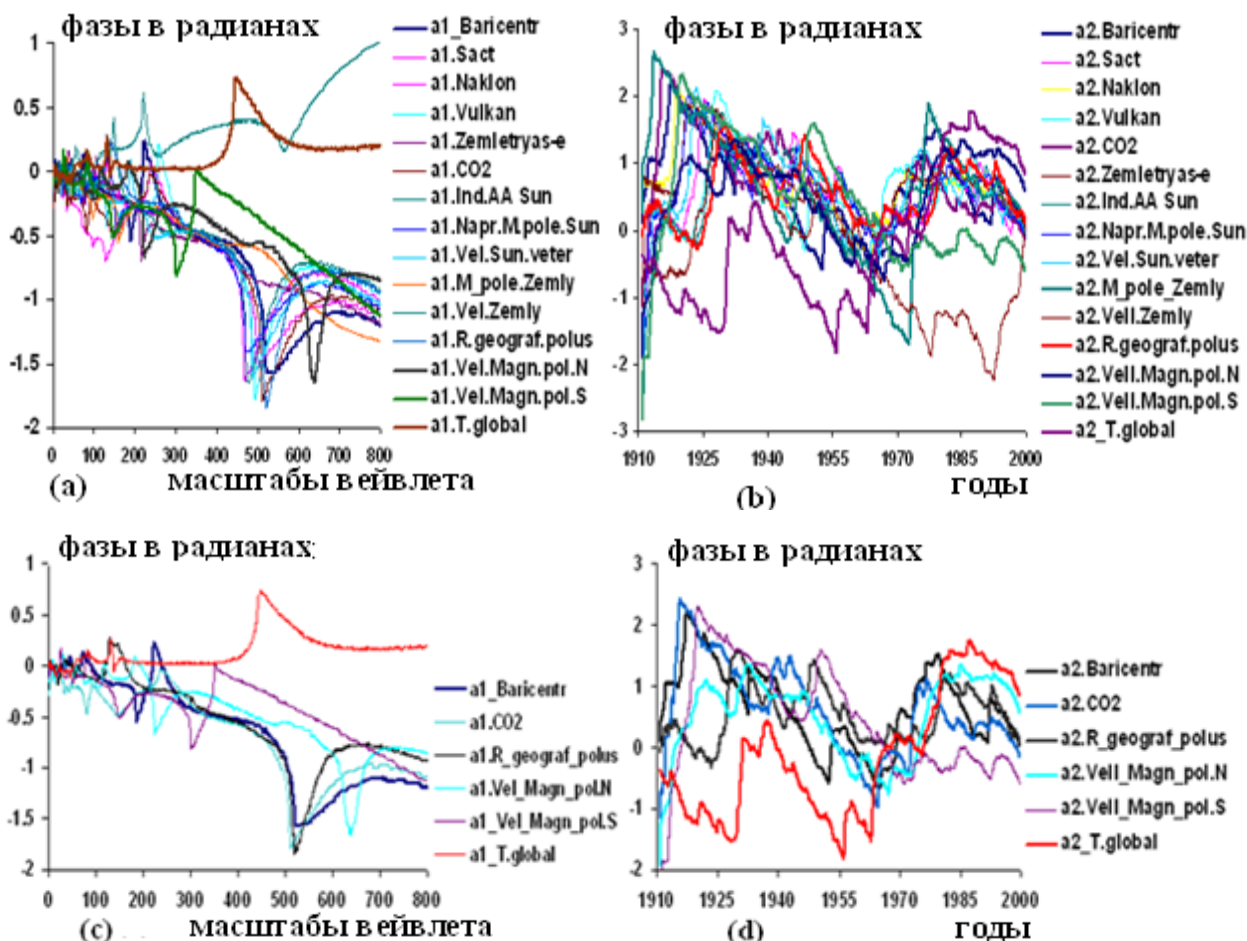 фазы в радианах
1
0.5
0
-0.5
-1
-1.5
-2
0 100 200 300 400 500 600 700 800
(a) масштабы вейвлета
a1_Baricentr
a1.Sact
a1.Naklon
a1.Vulkan
a1.Zemletryas-e
a1.CO2
a1.Ind.AA Sun
a1.Napr.M.pole.Sun
a1.Vel.Sun.veter
a1.M_pole.Zemly
a1.Vel.Zemly
a1.R.geograf.polus
a1.Vel.Magn.pol.N
a1.Vel.Magn.pol.S
a1.T.global
фазы в радианах
3
2
1
0
-1
-2
-3
1910 1925 1940 1955 1970 1985 2000
(b) годы
a2.Baricentr
a2.Sact
a2.Naklon
a2.Vulkan
a2.CO2
a2.Zemletryas-e
a2.Ind.AA Sun
a2.Napr.M.pole.Sun
a2.Vel.Sun.veter
a2.M_pole_Zemly
a2.Vell.Zemly
a2.R.geograf.polus
a2.Vell.Magn.pol.N
a2.Vell.Magn.pol.S
a2_T.global
фазы в радианах:
1
0.5
0
-0.5
-1
-1.5
-2
0 100 200 300 400 500 600 700 800
(c) масштабы вейвлета
a1_Baricentr
a1.CO2
a1.R_geograf_polus
a1.Vel_Magn_pol.N
a1_Vel_Magn_pol.S
a1_T.global
фазы в радианах
3
2
1
0
-1
-2
1910 1925 1940 1955 1970 1985 2000
(d) годы
a2.Baricentr
a2.CO2
a2.R_geograf_polus
a2.Vell_Magn_pol.N
a2.Vell_Magn_pol.S
a2_T.global